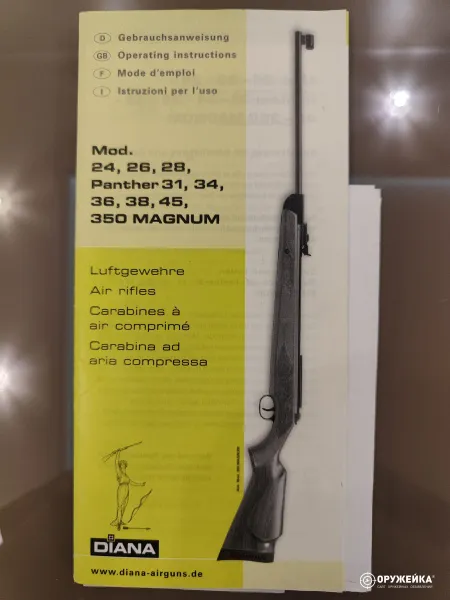 D Gebrauchsanweisung
GB Operating instructions
F Mode d'emploi
I Istruzioni per l'uso
Mod.
24, 26, 28,
Panther 31, 34,
36, 38, 45,
350 MAGNUM
Luftgewehre
Air rifles
Carabines à
air comprimé
Carabina ad
aria compressa
DIANA
www.diana-airguns.de
ОРУЖЕЙКА